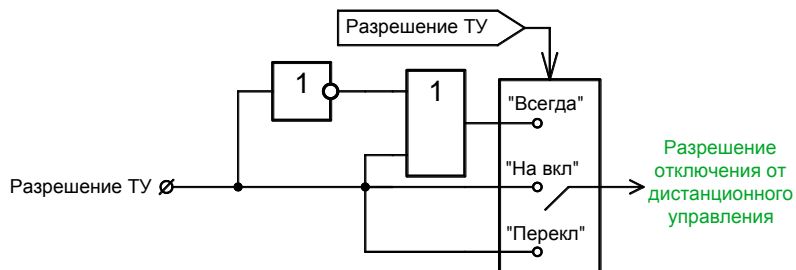 Разрешение ТУ
1
1
"Всегда"
Разрешение ТУ
"На вкл"
"Перекл"
Разрешение
отключения от
дистанционного
управления